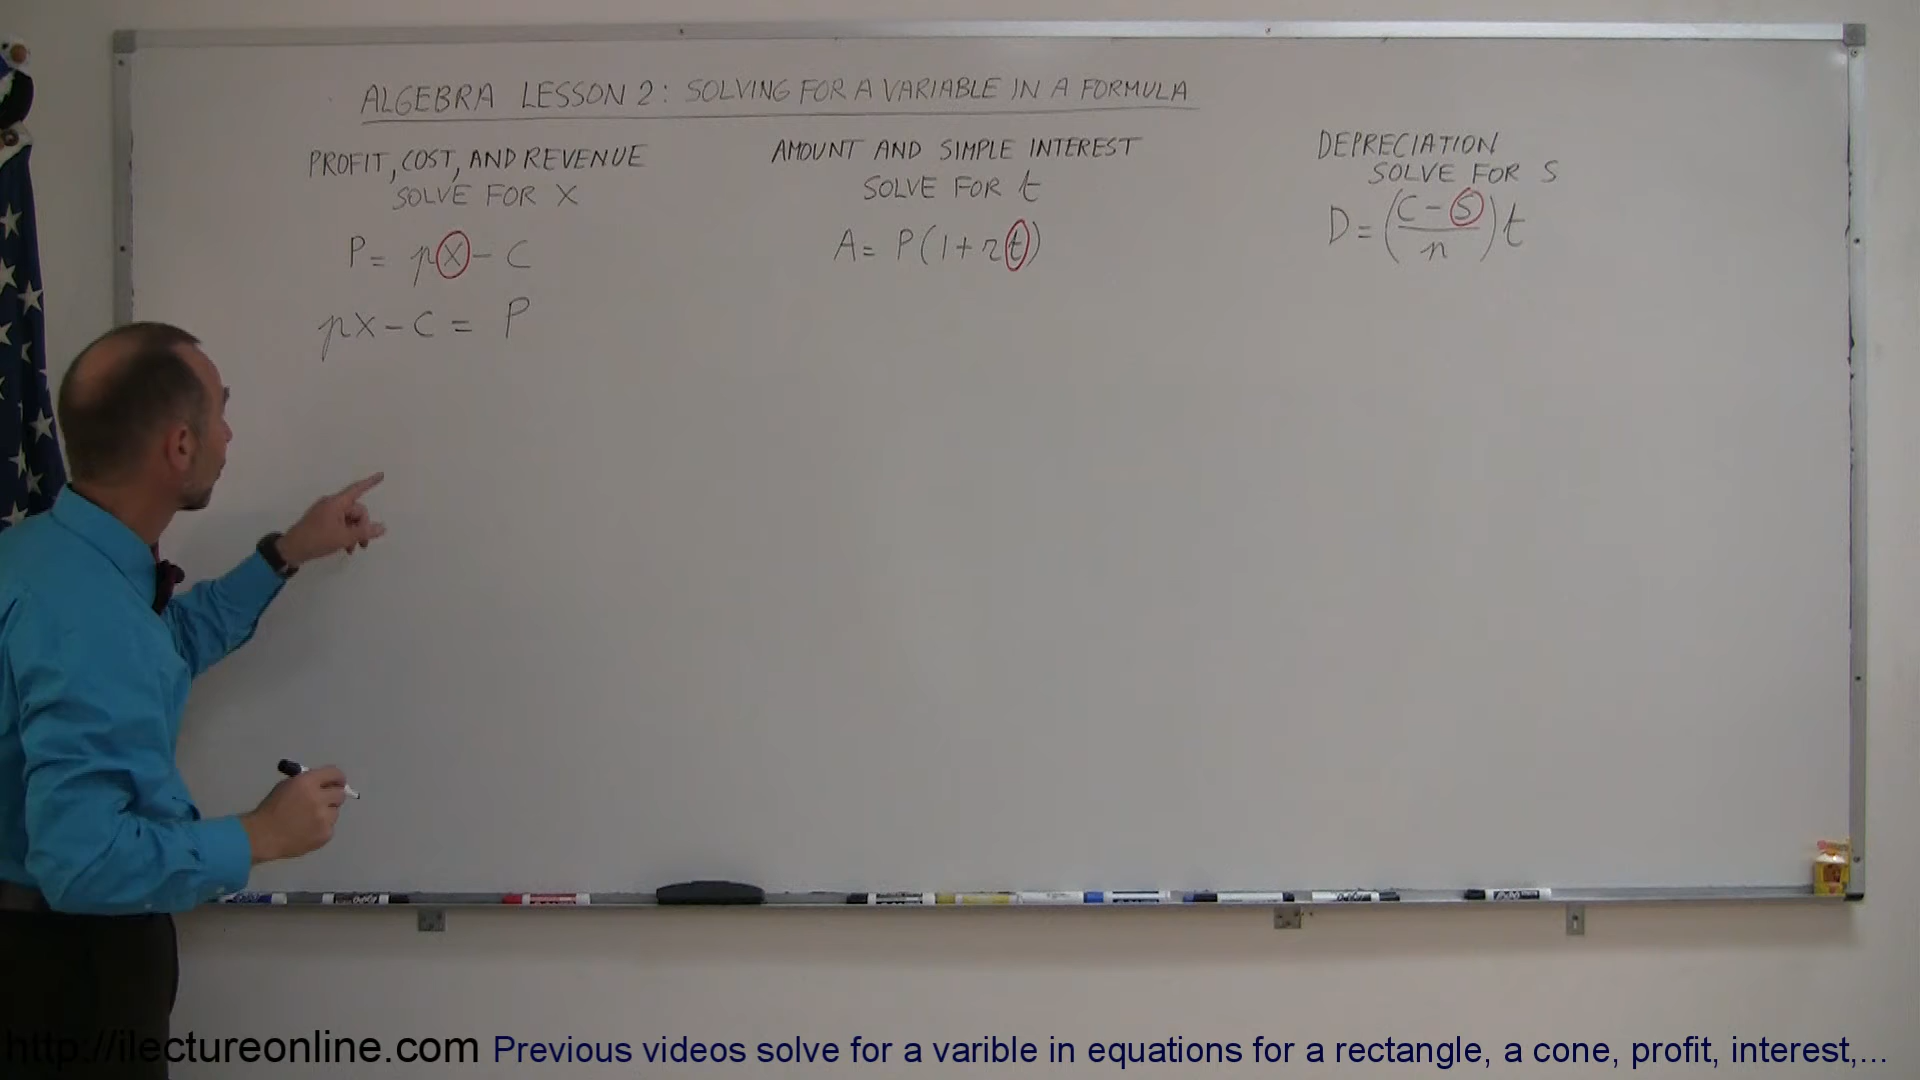 ALGEBRA LESSON 2: SOLVING FOR A VARIABLE IN A FORMULA
PROFIT, COST, AND REVENUE
SOLVE FOR X
P = px - C
px - C = P
AMOUNT AND SIMPLE INTEREST
SOLVE FOR t
A = P(1 + rt)
DEPRECIATION
SOLVE FOR S
D = (C - S / n) t
http://ilectureonline.com Previous videos solve for a varible in equations for a rectangle, a cone, profit, interest,...